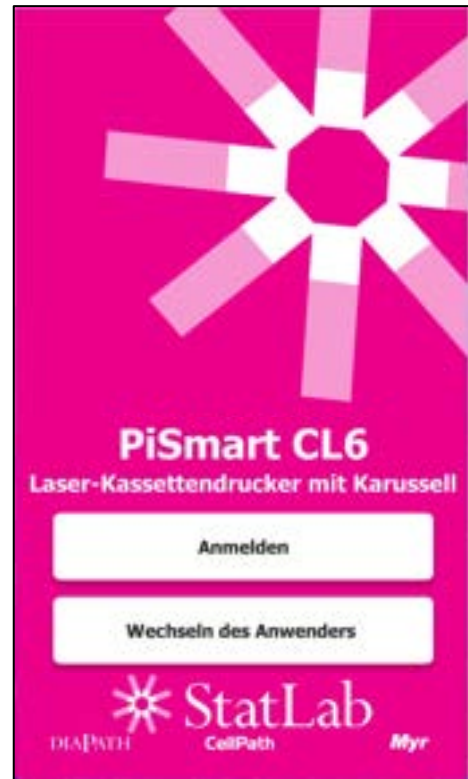 PiSmart CL6
Laser-Kassettendrucker mit Karussell
Anmelden
Wechseln des Anwenders
StatLab
DIAPATH CellPath Myr